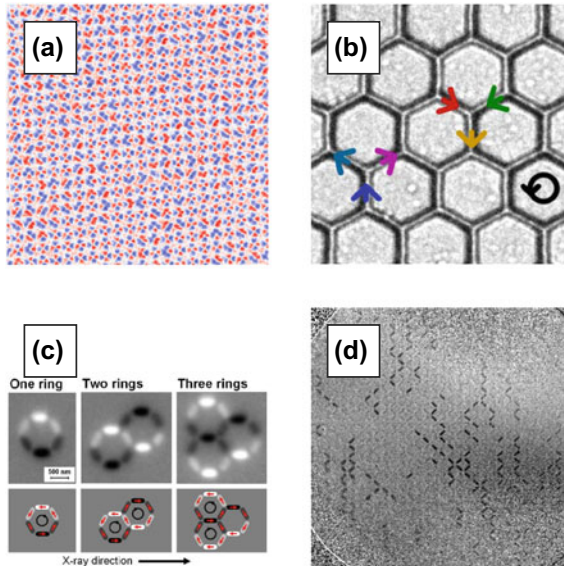 (a)
(b)
(c)
One ring Two rings Three rings
500 nm
X-ray direction
(d)